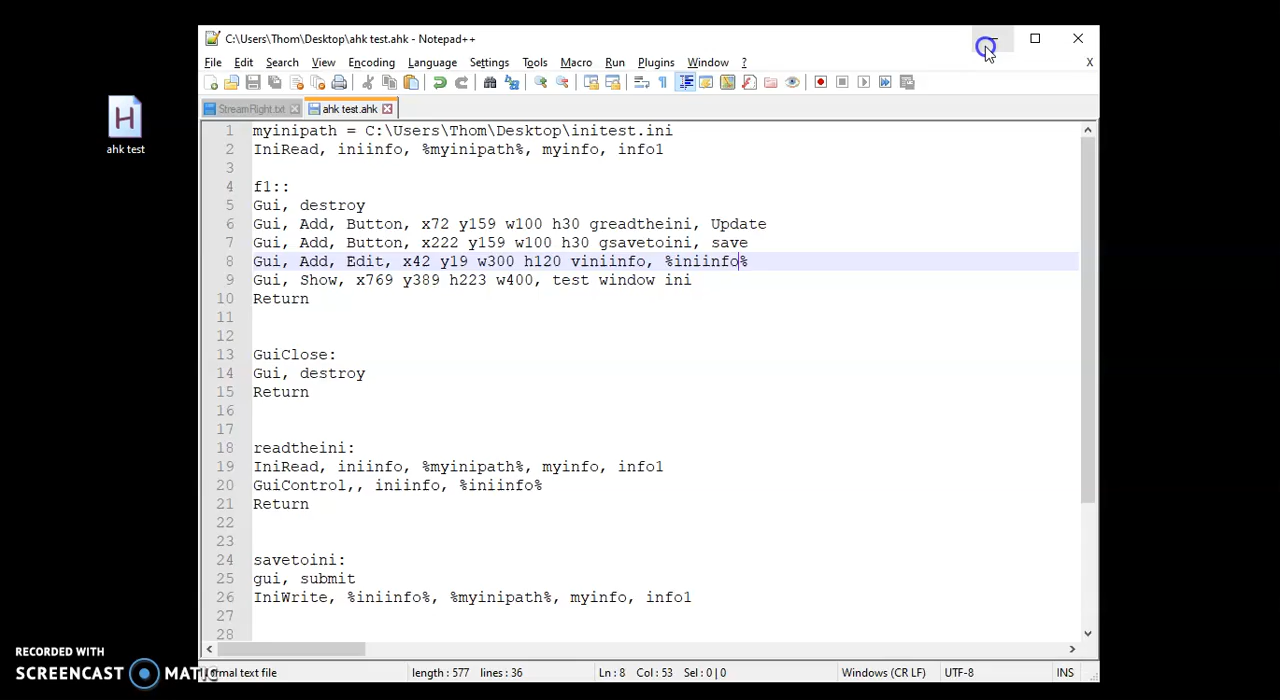 C:\Users\Thom\Desktop\ahk test.ahk - Notepad++
File Edit Search View Encoding Language Settings Tools Macro Run Plugins Window ? X
StreamRight.txt ahk test.ahk
1 myinipath = C:\Users\Thom\Desktop\initest.ini
2 IniRead, iniinfo, %myinipath%, myinfo, info1
3
4 f1::
5 Gui, destroy
6 Gui, Add, Button, x72 y159 w100 h30 greadtheini, Update
7 Gui, Add, Button, x222 y159 w100 h30 gsavetoini, save
8 Gui, Add, Edit, x42 y19 w300 h120 viniinfo, %iniinfo%
9 Gui, Show, x769 y389 h223 w400, test window ini
10 Return
11
12
13 GuiClose:
14 Gui, destroy
15 Return
16
17
18 readtheini:
19 IniRead, iniinfo, %myinipath%, myinfo, info1
20 GuiControl,, iniinfo, %iniinfo%
21 Return
22
23
24 savetoini:
25 gui, submit
26 IniWrite, %iniinfo%, %myinipath%, myinfo, info1
27
28
H
ahk test
length : 577 lines : 36 Ln : 8 Col : 53 Sel : 0 | 0 Windows (CR LF) UTF-8 INS
text file
RECORDED WITH
SCREENCAST MATIC